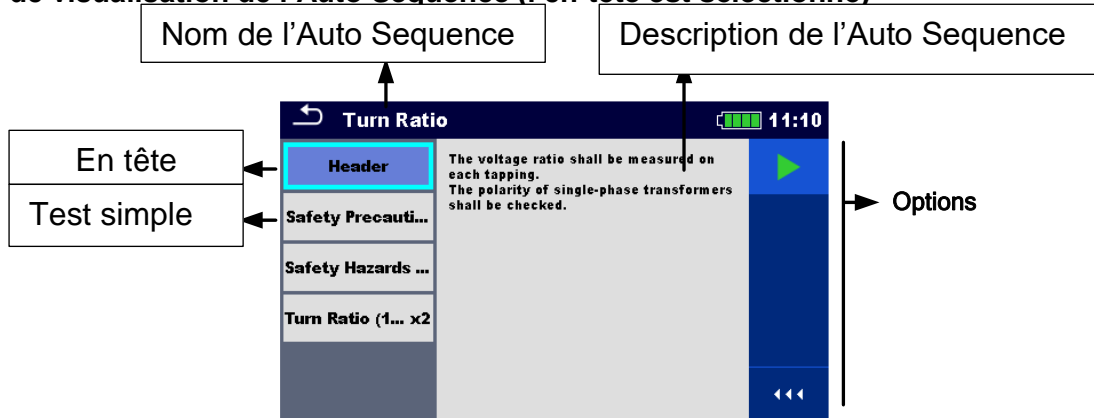 de visualisation de l'Auto Sequence (l'en-tête est sélectionné)
Nom de l'Auto Sequence
Description de l'Auto Sequence
Turn Ratio
11:10
En tête
Test simple
Header
Safety Precauti...
Safety Hazards ...
Turn Ratio (1... x2
The voltage ratio shall be measured on
each tapping.
The polarity of single-phase transformers
shall be checked.
Options